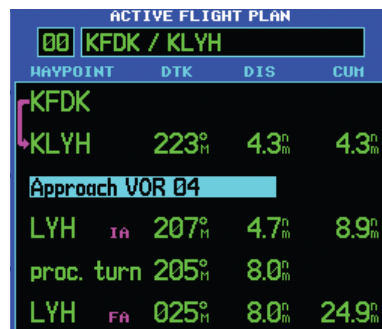 ACTIVE FLIGHT PLAN
00 KFDK / KLYH
WAYPOINT DTK DIS CUM
KFDK
KLYH 223°M 4.3nm 4.3nm
Approach VOR 04
LYH IA 207°M 4.7nm 8.9nm
proc. turn 205°M 8.0nm
LYH FA 025°M 8.0nm 24.9nm